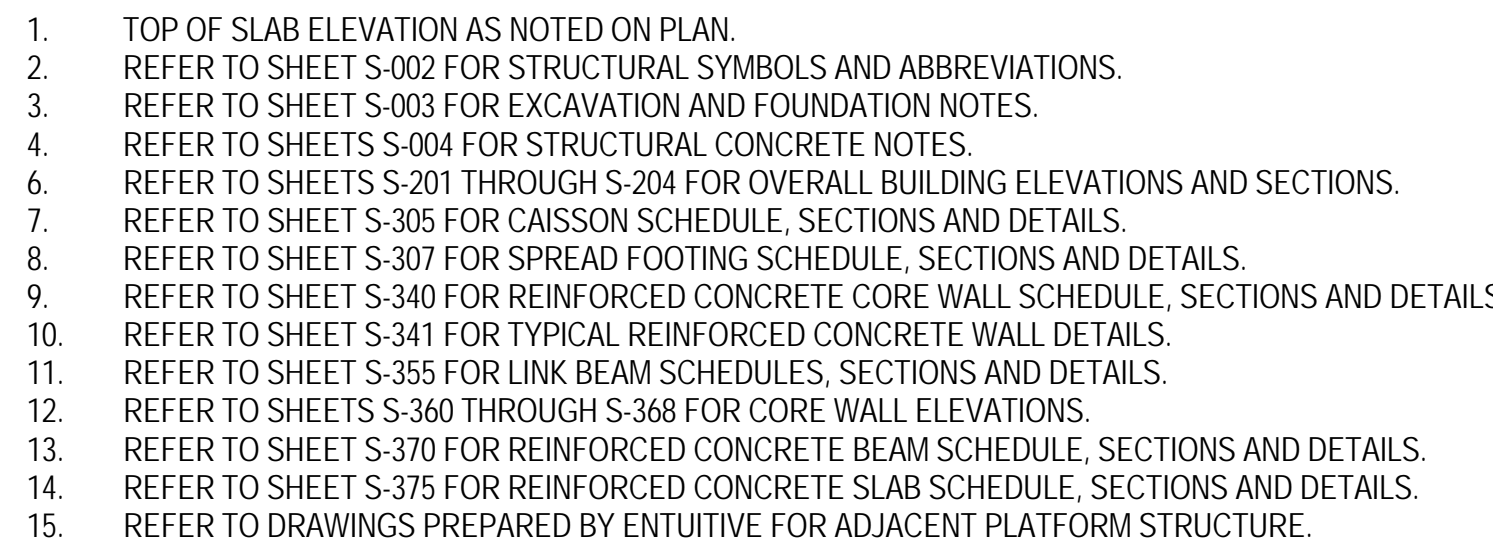 1. TOP OF SLAB ELEVATION AS NOTED ON PLAN.
2. REFER TO SHEET S-002 FOR STRUCTURAL SYMBOLS AND ABBREVIATIONS.
3. REFER TO SHEET S-003 FOR EXCAVATION AND FOUNDATION NOTES.
4. REFER TO SHEETS S-004 FOR STRUCTURAL CONCRETE NOTES.
6. REFER TO SHEETS S-201 THROUGH S-204 FOR OVERALL BUILDING ELEVATIONS AND SECTIONS.
7. REFER TO SHEET S-305 FOR CAISSON SCHEDULE, SECTIONS AND DETAILS.
8. REFER TO SHEET S-307 FOR SPREAD FOOTING SCHEDULE, SECTIONS AND DETAILS.
9. REFER TO SHEET S-340 FOR REINFORCED CONCRETE CORE WALL SCHEDULE, SECTIONS AND DETAILS
10. REFER TO SHEET S-341 FOR TYPICAL REINFORCED CONCRETE WALL DETAILS.
11. REFER TO SHEET S-355 FOR LINK BEAM SCHEDULES, SECTIONS AND DETAILS.
12. REFER TO SHEETS S-360 THROUGH S-368 FOR CORE WALL ELEVATIONS.
13. REFER TO SHEET S-370 FOR REINFORCED CONCRETE BEAM SCHEDULE, SECTIONS AND DETAILS.
14. REFER TO SHEET S-375 FOR REINFORCED CONCRETE SLAB SCHEDULE, SECTIONS AND DETAILS.
15. REFER TO DRAWINGS PREPARED BY ENTUITIVE FOR ADJACENT PLATFORM STRUCTURE.